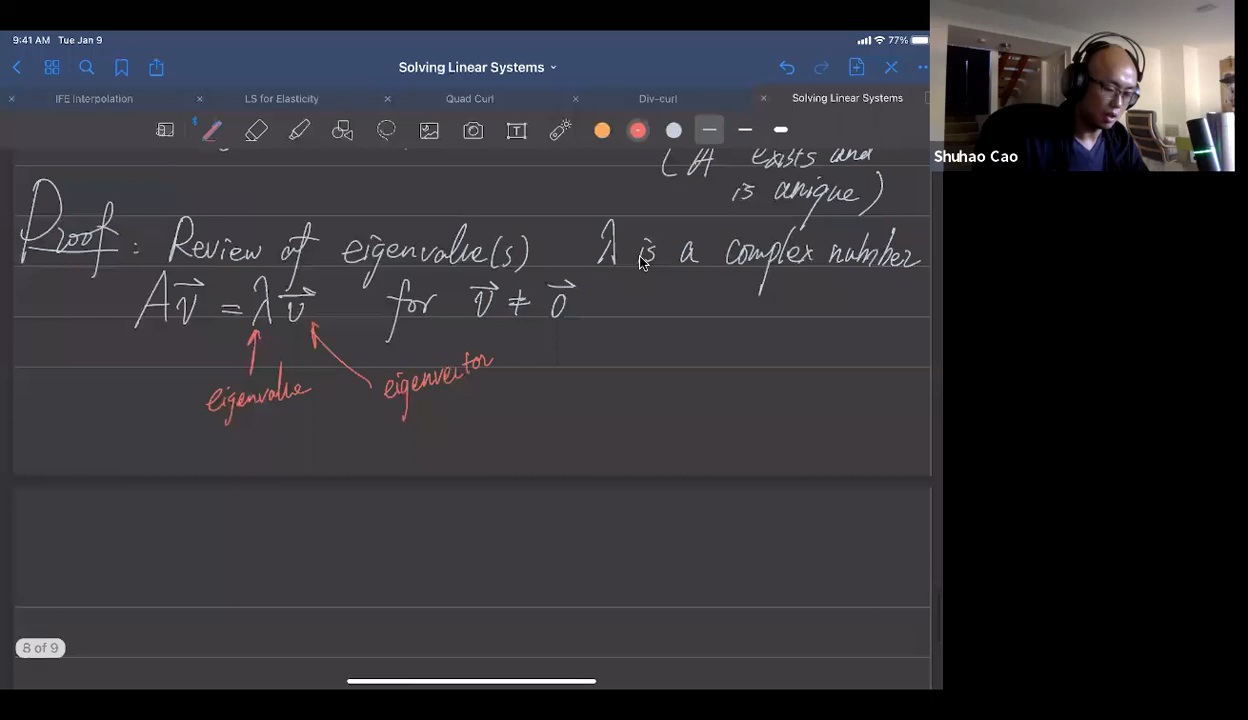 9:41 AM Tue Jan 9
77%
Solving Linear Systems
IFE Interpolation
LS for Elasticity
Quad Curl
Div-curl
Solving Linear Systems
Shuhao Cao
exists and
is unique)
Proof: Review of eigenvalue(s) λ is a complex number
Av⃗ = λv⃗ for v⃗ ≠ 0⃗
eigenvalue
eigenvector
8 of 9